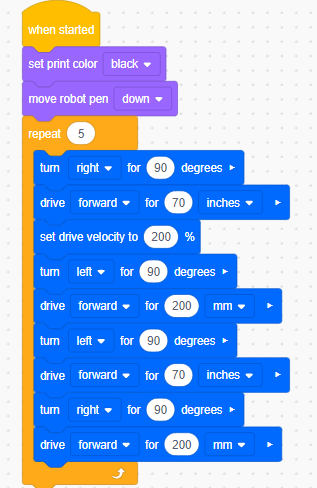 when started
set print color black
move robot pen down
repeat 5
turn right for 90 degrees
drive forward for 70 inches
set drive velocity to 200 %
turn left for 90 degrees
drive forward for 200 mm
turn left for 90 degrees
drive forward for 70 inches
turn right for 90 degrees
drive forward for 200 mm